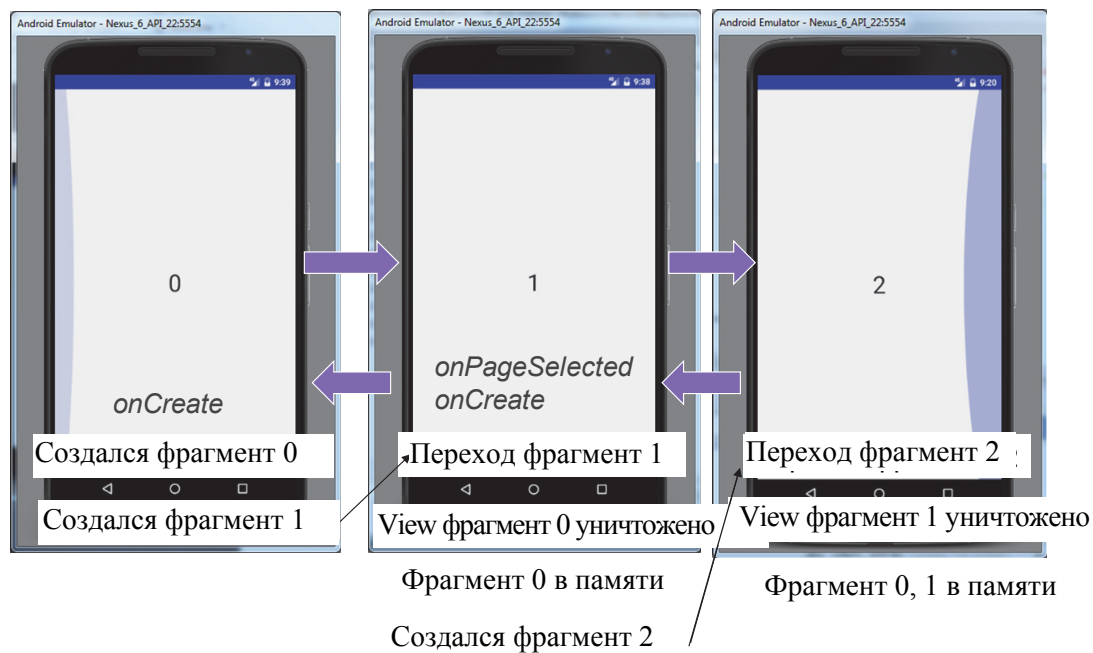 Android Emulator - Nexus_6_API_22:5554
9:39
0
onCreate
Создался фрагмент 0
Создался фрагмент 1
Android Emulator - Nexus_6_API_22:5554
9:38
1
onPageSelected
onCreate
Переход фрагмент 1
View фрагмент 0 уничтожено
Фрагмент 0 в памяти
Создался фрагмент 2
Android Emulator - Nexus_6_API_22:5554
9:20
2
Переход фрагмент 2
View фрагмент 1 уничтожено
Фрагмент 0, 1 в памяти